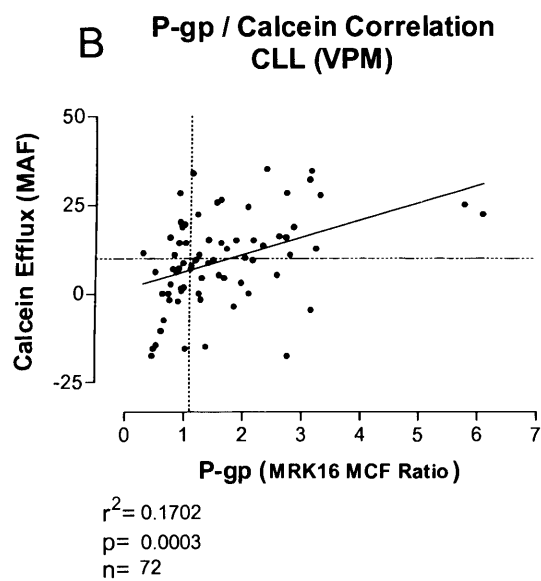 B
P-gp / Calcein Correlation
CLL (VPM)
50
25
0
-25
Calcein Efflux (MAF)
0 1 2 3 4 5 6 7
P-gp (MRK16 MCF Ratio)
r²= 0.1702
p= 0.0003
n= 72